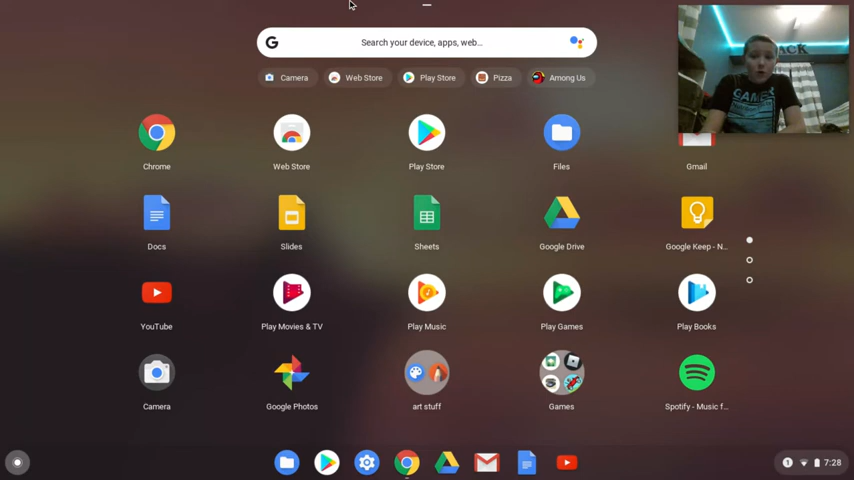 Search your device, apps, web...
Camera
Web Store
Play Store
Pizza
Among Us
Chrome
Web Store
Play Store
Files
Gmail
Docs
Slides
Sheets
Google Drive
Google Keep - N...
YouTube
Play Movies & TV
Play Music
Play Games
Play Books
Camera
Google Photos
art stuff
Games
Spotify - Music f...
1 7:28
GAMER